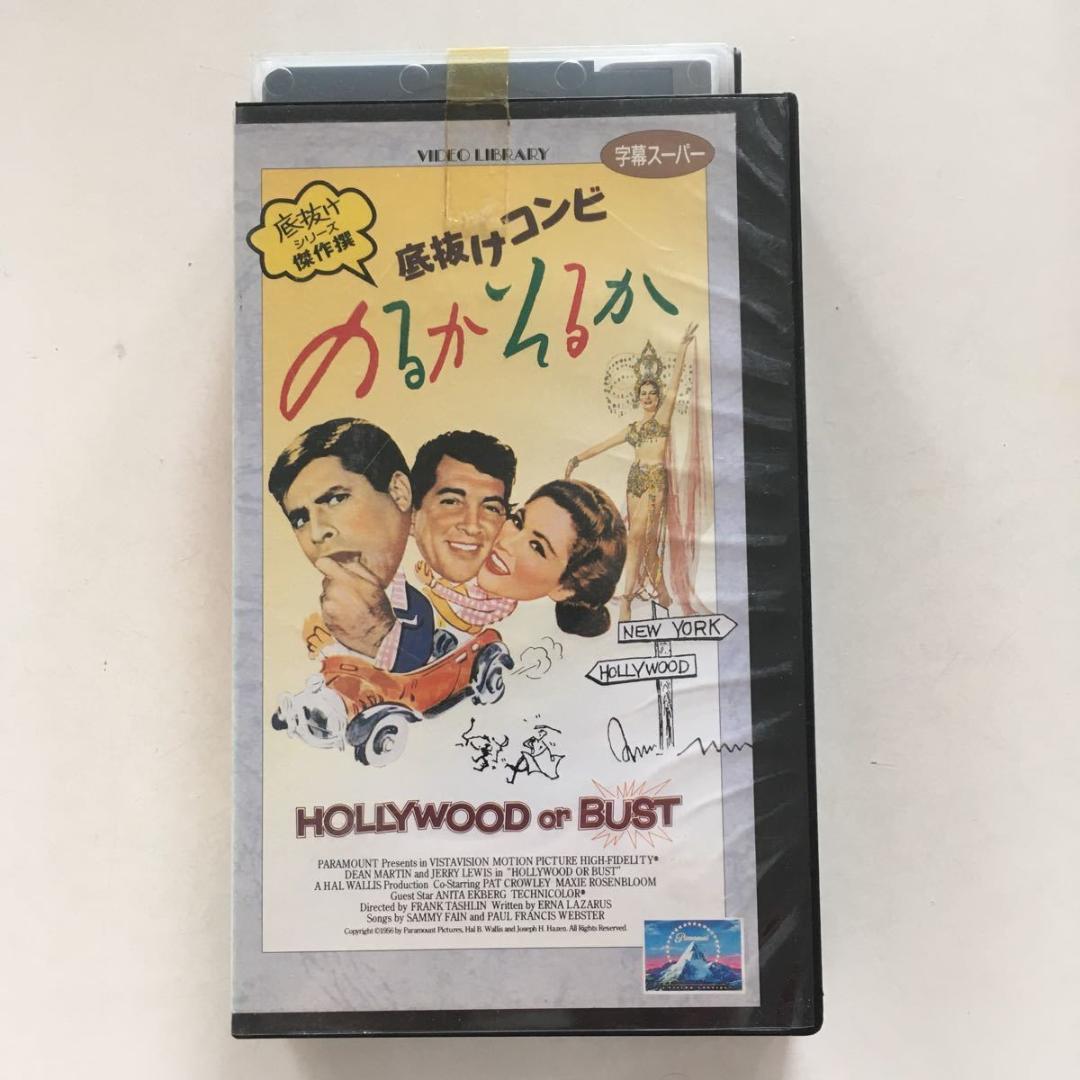 VIDEO LIBRARY
字幕スーパー
底抜け
シリーズ
傑作撰
底抜けコンビ
のるかそるか
NEW YORK
HOLLYWOOD
HOLLYWOOD or BUST
PARAMOUNT Presents in VISTAVISION MOTION PICTURE HIGH-FIDELITY®
DEAN MARTIN and JERRY LEWIS in "HOLLYWOOD OR BUST"
A HAL WALLIS Production Co-Starring PAT CROWLEY MAXIE ROSENBLOOM
Guest Star ANITA EKBERG TECHNICOLOR®
Directed by FRANK TASHLIN Written by ERNA LAZARUS
Songs by SAMMY FAIN and PAUL FRANCIS WEBSTER
Copyright ©1956 by Paramount Pictures, Hal B. Wallis and Joseph H. Hazen. All Rights Reserved.
Paramount